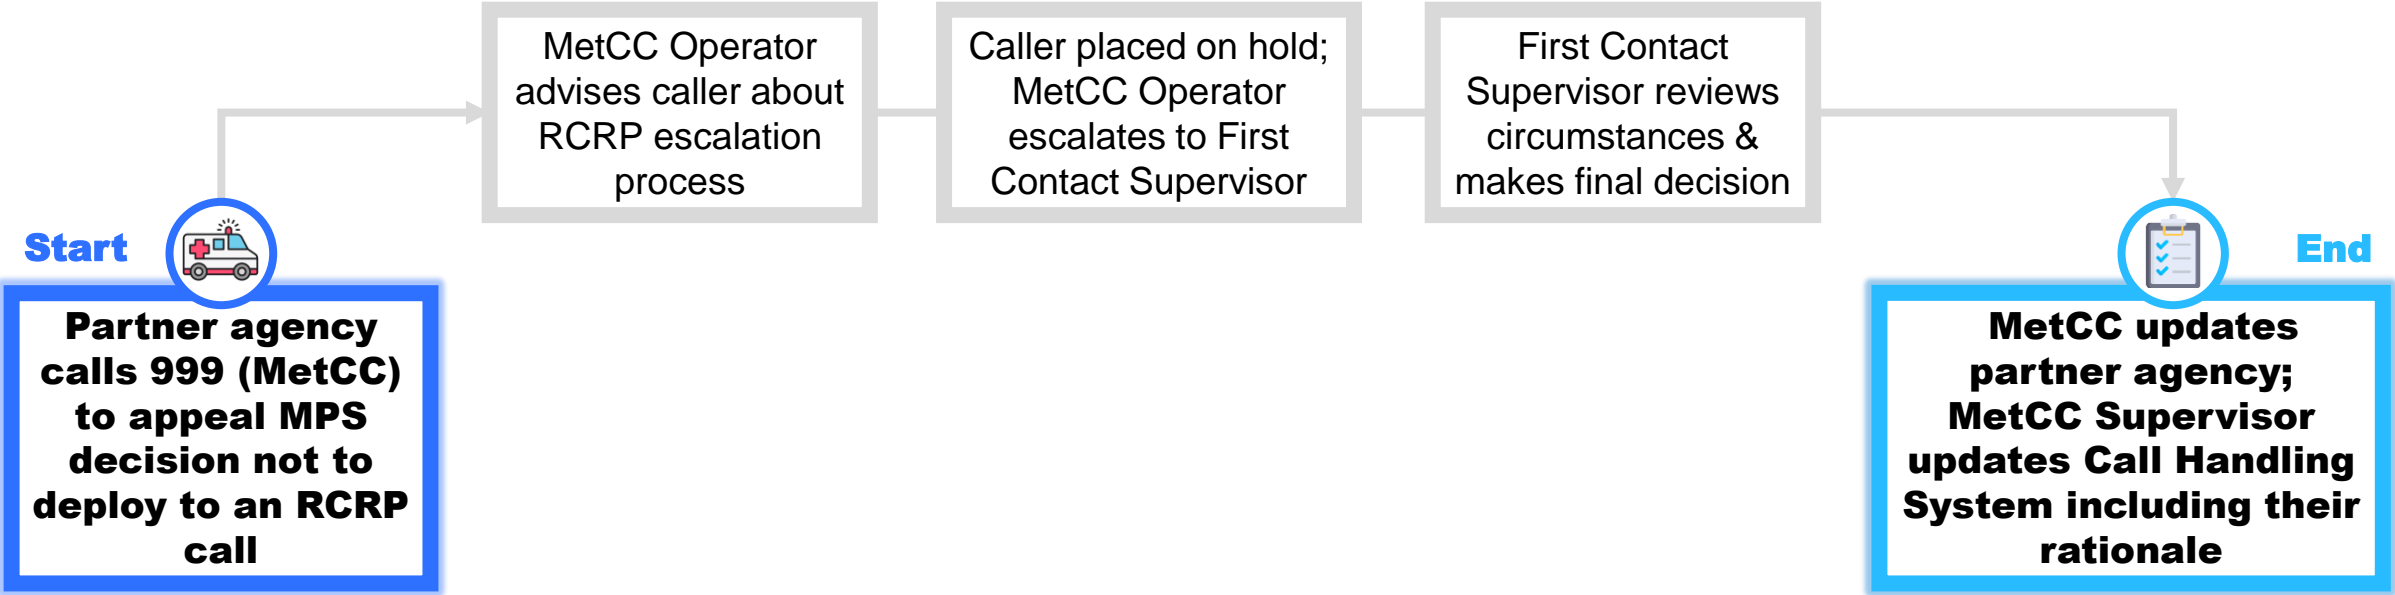 Start
Partner agency
calls 999 (MetCC)
to appeal MPS
decision not to
deploy to an RCRP
call
MetCC Operator
advises caller about
RCRP escalation
process
Caller placed on hold;
MetCC Operator
escalates to First
Contact Supervisor
First Contact
Supervisor reviews
circumstances &
makes final decision
End
MetCC updates
partner agency;
MetCC Supervisor
updates Call Handling
System including their
rationale